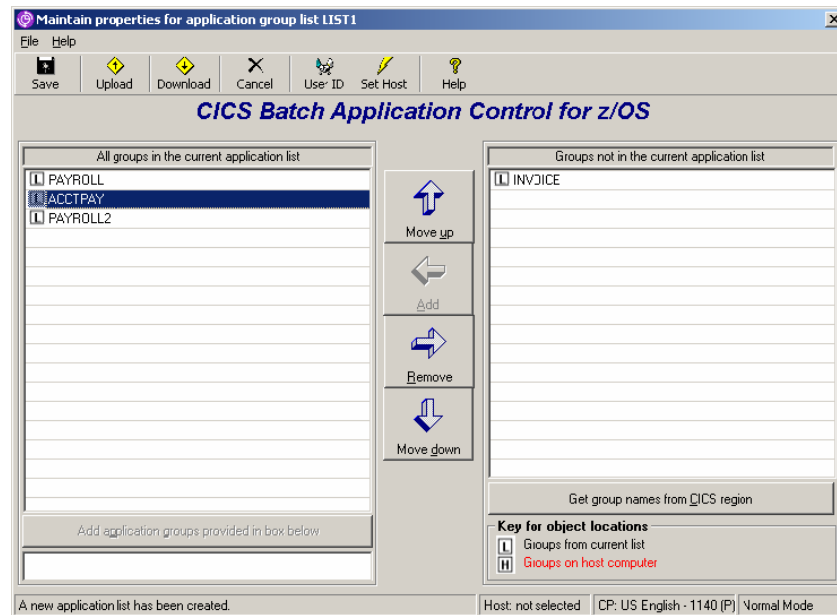 Maintain properties for application group list LIST1
File Help
Save Upload Download Cancel User ID Set Host Help
CICS Batch Application Control for z/OS
All groups in the current application list
L PAYROLL
L ACCTPAY
L PAYROLL2
Add application groups provided in box below
Move up
Add
Remove
Move down
Groups not in the current application list
L INVOICE
Get group names from CICS region
Key for object locations
L Groups from current list
H Groups on host computer
A new application list has been created. Host: not selected CP: US English - 1140 (P) Normal Mode